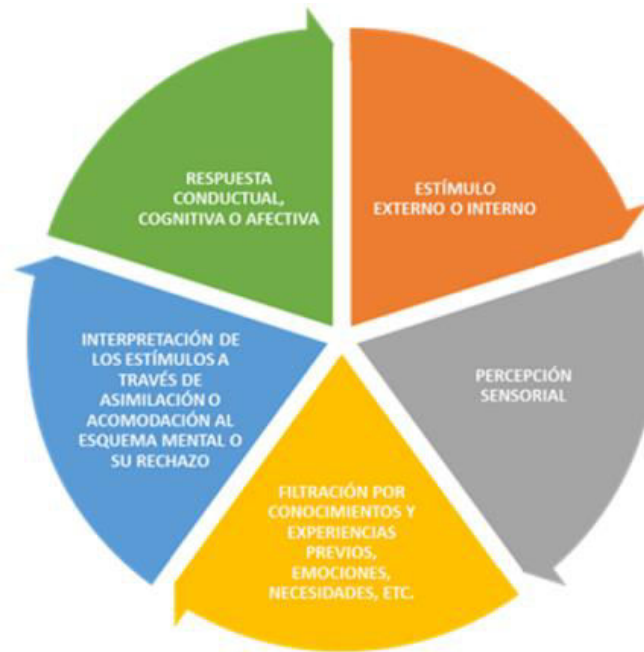 ESTÍMULO
EXTERNO O INTERNO
PERCEPCIÓN
SENSORIAL
FILTRACIÓN POR
CONOCIMIENTOS Y
EXPERIENCIAS
PREVIOS,
EMOCIONES,
NECESIDADES, ETC.
INTERPRETACIÓN DE
LOS ESTÍMULOS A
TRAVÉS DE
ASIMILACIÓN O
ACOMODACIÓN AL
ESQUEMA MENTAL O
SU RECHAZO
RESPUESTA
CONDUCTUAL,
COGNITIVA O AFECTIVA